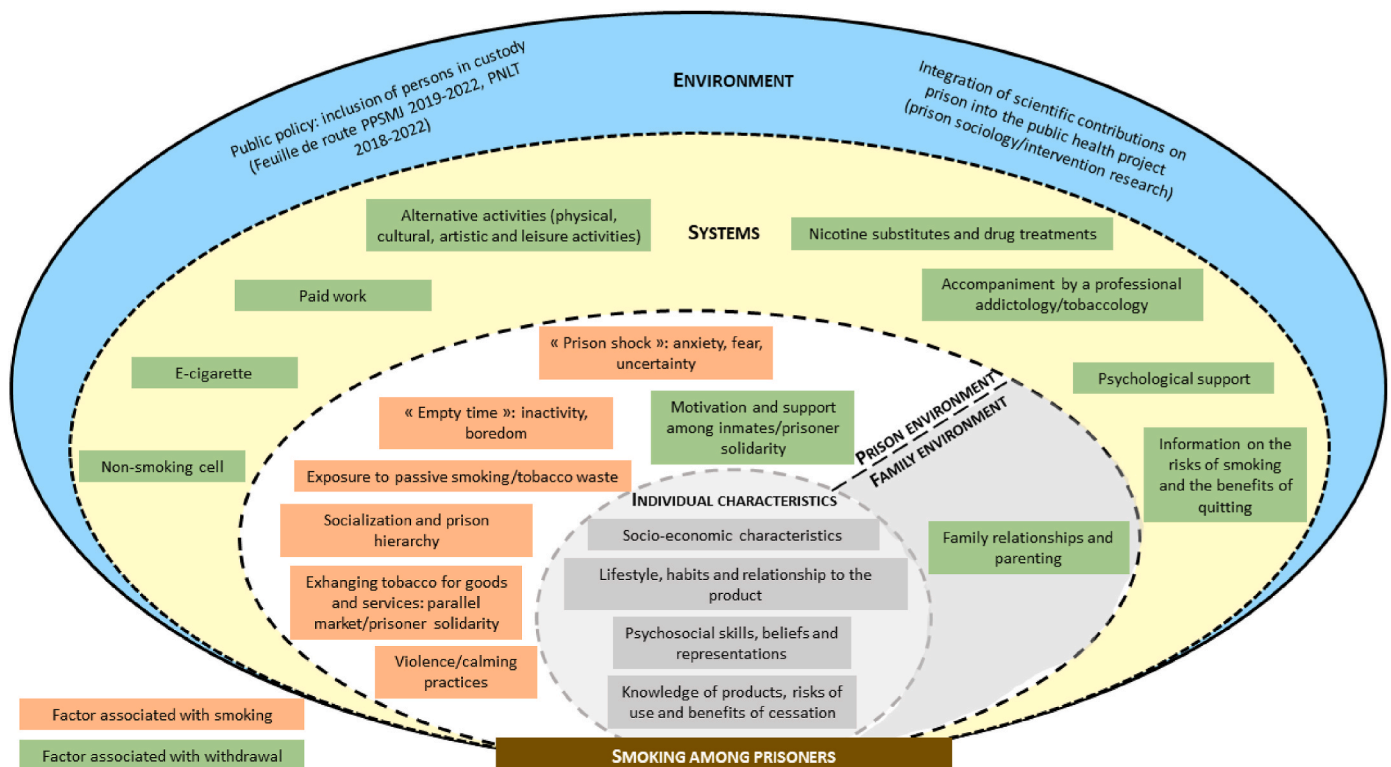 ENVIRONMENT
Public policy: inclusion of persons in custody
(Feuille de route PPSMJ 2019-2022, PNLT
2018-2022)
Integration of scientific contributions on
prison into the public health project
(prison sociology/intervention research)
SYSTEMS
Alternative activities (physical,
cultural, artistic and leisure activities)
Nicotine substitutes and drug treatments
Paid work
Accompaniment by a professional
addictology/tobaccology
E-cigarette
Psychological support
Non-smoking cell
Information on the
risks of smoking
and the benefits of
quitting
« Prison shock »: anxiety, fear,
uncertainty
« Empty time »: inactivity,
boredom
Motivation and support
among inmates/prisoner
solidarity
PRISON ENVIRONMENT
FAMILY ENVIRONMENT
Exposure to passive smoking/tobacco waste
Socialization and prison
hierarchy
Exhanging tobacco for goods
and services: parallel
market/prisoner solidarity
Violence/calming
practices
Family relationships and
parenting
INDIVIDUAL CHARACTERISTICS
Socio-economic characteristics
Lifestyle, habits and relationship to the
product
Psychosocial skills, beliefs and
representations
Knowledge of products, risks of
use and benefits of cessation
Factor associated with smoking
Factor associated with withdrawal
SMOKING AMONG PRISONERS